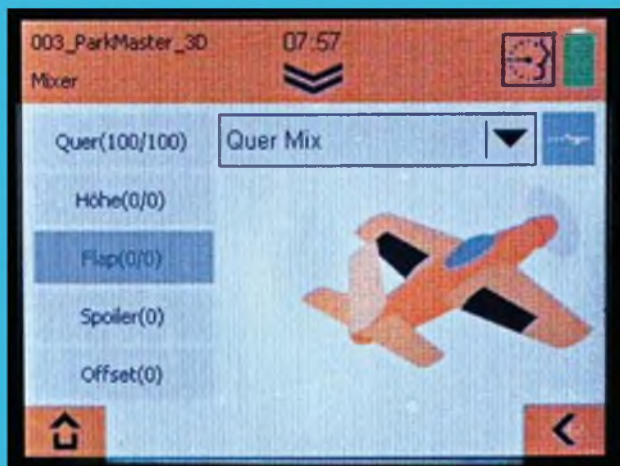 003_ParkMaster_3D
07:57
Mixer
Quer(100/100)
Quer Mix
Höhe(0/0)
Flap(0/0)
Spoiler(0)
Offset(0)